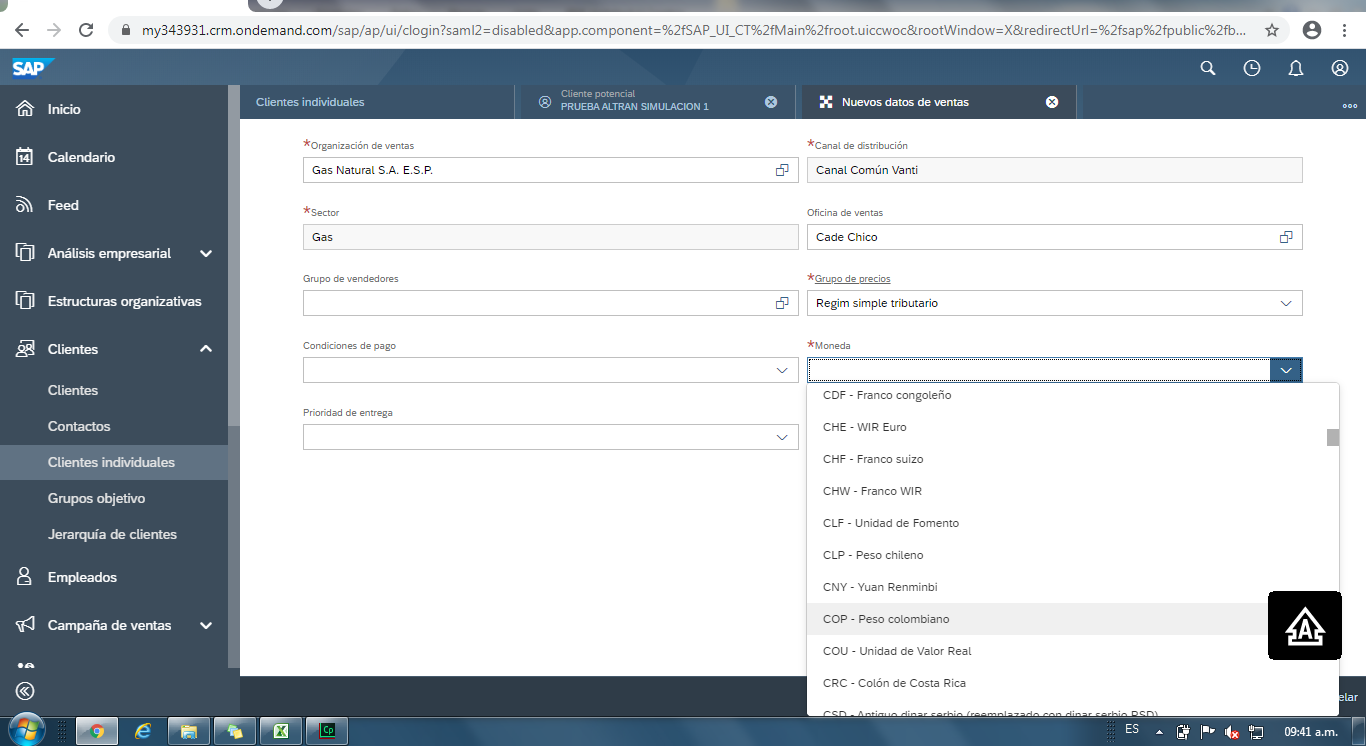 my343931.crm.ondemand.com/sap/ap/ui/clogin?saml2=disabled&app.component=%2fSAP_UI_CT%2fMain%2froot.uiccwoc&rootWindow=X&redirectUrl=%2fsap%2fpublic%2fb...
SAP
Inicio
14
Calendario
Feed
Análisis empresarial
Estructuras organizativas
Clientes
Clientes
Contactos
Clientes individuales
Grupos objetivo
Jerarquía de clientes
Empleados
Campaña de ventas
Clientes individuales
Cliente potencial
PRUEBA ALTRAN SIMULACION 1
Nuevos datos de ventas
*Organización de ventas
Gas Natural S.A. E.S.P.
*Canal de distribución
Canal Común Vanti
*Sector
Gas
Oficina de ventas
Cade Chico
Grupo de vendedores
*Grupo de precios
Regim simple tributario
Condiciones de pago
*Moneda
Prioridad de entrega
CDF - Franco congoleño
CHE - WIR Euro
CHF - Franco suizo
CHW - Franco WIR
CLF - Unidad de Fomento
CLP - Peso chileno
CNY - Yuan Renminbi
COP - Peso colombiano
COU - Unidad de Valor Real
CRC - Colón de Costa Rica
CSD - Antiguo dinar serbio (reemplazado con dinar serbio RSD)
A
elar
Cp
ES
09:41 a.m.